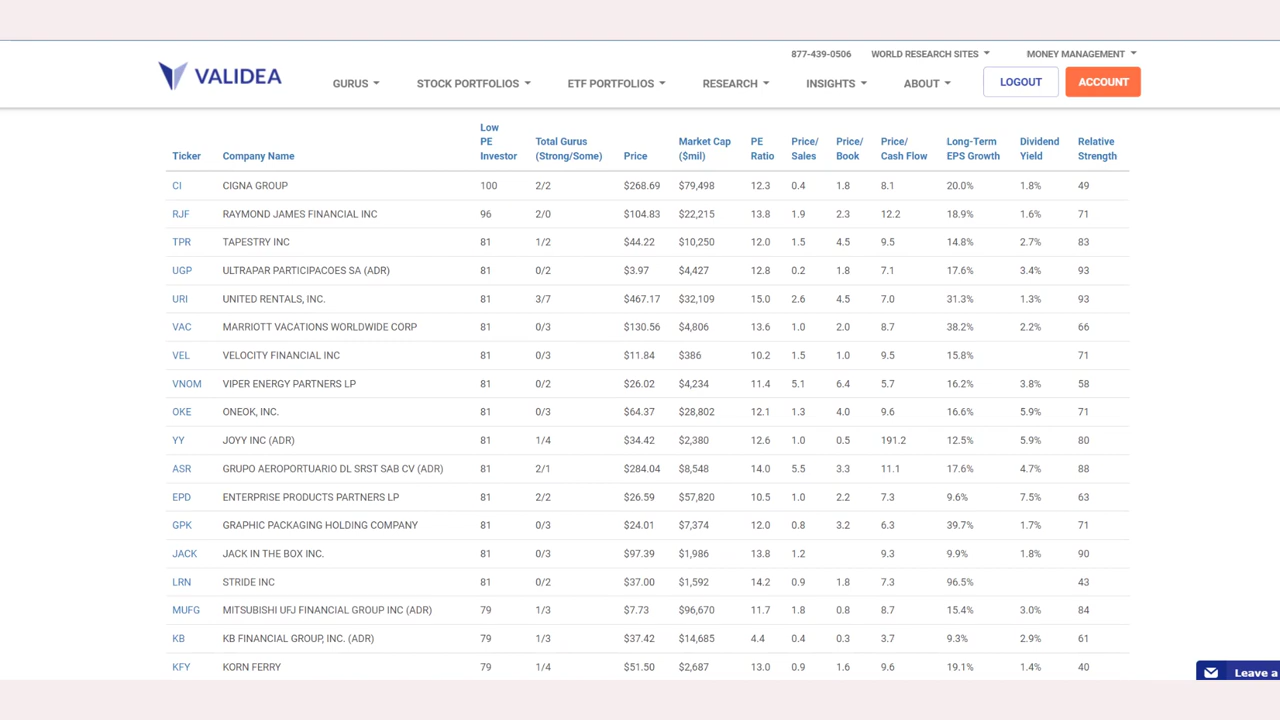 877-439-0506 WORLD RESEARCH SITES MONEY MANAGEMENT
VALIDEA GURUS STOCK PORTFOLIOS ETF PORTFOLIOS RESEARCH INSIGHTS ABOUT LOGOUT ACCOUNT
Ticker Company Name Low PE Investor Total Gurus (Strong/Some) Price Market Cap ($mil) PE Ratio Price/Sales Price/Book Price/Cash Flow Long-Term EPS Growth Dividend Yield Relative Strength
CI CIGNA GROUP 100 2/2 $268.69 $79,498 12.3 0.4 1.8 8.1 20.0% 1.8% 49
RJF RAYMOND JAMES FINANCIAL INC 96 2/0 $104.83 $22,215 13.8 1.9 2.3 12.2 18.9% 1.6% 71
TPR TAPESTRY INC 81 1/2 $44.22 $10,250 12.0 1.5 4.5 9.5 14.8% 2.7% 83
UGP ULTRAPAR PARTICIPACOES SA (ADR) 81 0/2 $3.97 $4,427 12.8 0.2 1.8 7.1 17.6% 3.4% 93
URI UNITED RENTALS, INC. 81 3/7 $467.17 $32,109 15.0 2.6 4.5 7.0 31.3% 1.3% 93
VAC MARRIOTT VACATIONS WORLDWIDE CORP 81 0/3 $130.56 $4,806 13.6 1.0 2.0 8.7 38.2% 2.2% 66
VEL VELOCITY FINANCIAL INC 81 0/3 $11.84 $386 10.2 1.5 1.0 9.5 15.8% 71
VNOM VIPER ENERGY PARTNERS LP 81 0/2 $26.02 $4,234 11.4 5.1 6.4 5.7 16.2% 3.8% 58
OKE ONEOK, INC. 81 0/3 $64.37 $28,802 12.1 1.3 4.0 9.6 16.6% 5.9% 71
YY JOYY INC (ADR) 81 1/4 $34.42 $2,380 12.6 1.0 0.5 191.2 12.5% 5.9% 80
ASR GRUPO AEROPORTUARIO DL SRST SAB CV (ADR) 81 2/1 $284.04 $8,548 14.0 5.5 3.3 11.1 17.6% 4.7% 88
EPD ENTERPRISE PRODUCTS PARTNERS LP 81 2/2 $26.59 $57,820 10.5 1.0 2.2 7.3 9.6% 7.5% 63
GPK GRAPHIC PACKAGING HOLDING COMPANY 81 0/3 $24.01 $7,374 12.0 0.8 3.2 6.3 39.7% 1.7% 71
JACK JACK IN THE BOX INC. 81 0/3 $97.39 $1,986 13.8 1.2 9.3 9.9% 1.8% 90
LRN STRIDE INC 81 0/2 $37.00 $1,592 14.2 0.9 1.8 7.3 96.5% 43
MUFG MITSUBISHI UFJ FINANCIAL GROUP INC (ADR) 79 1/3 $7.73 $96,670 11.7 1.8 0.8 8.7 15.4% 3.0% 84
KB KB FINANCIAL GROUP, INC. (ADR) 79 1/3 $37.42 $14,685 4.4 0.4 0.3 3.7 9.3% 2.9% 61
KFY KORN FERRY 79 1/4 $51.50 $2,687 13.0 0.9 1.6 9.6 19.1% 1.4% 40
Leave a